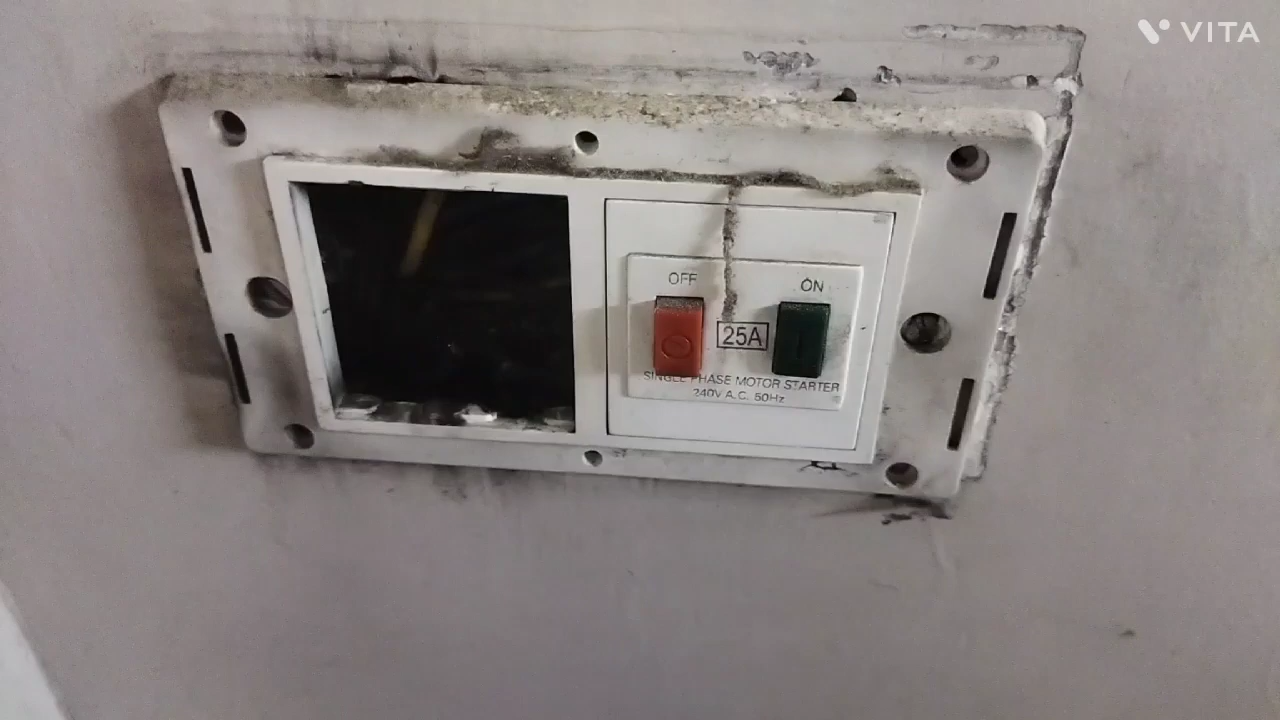 VITA
OFF
ON
25A
SINGLE PHASE MOTOR STARTER
240V A.C. 50Hz